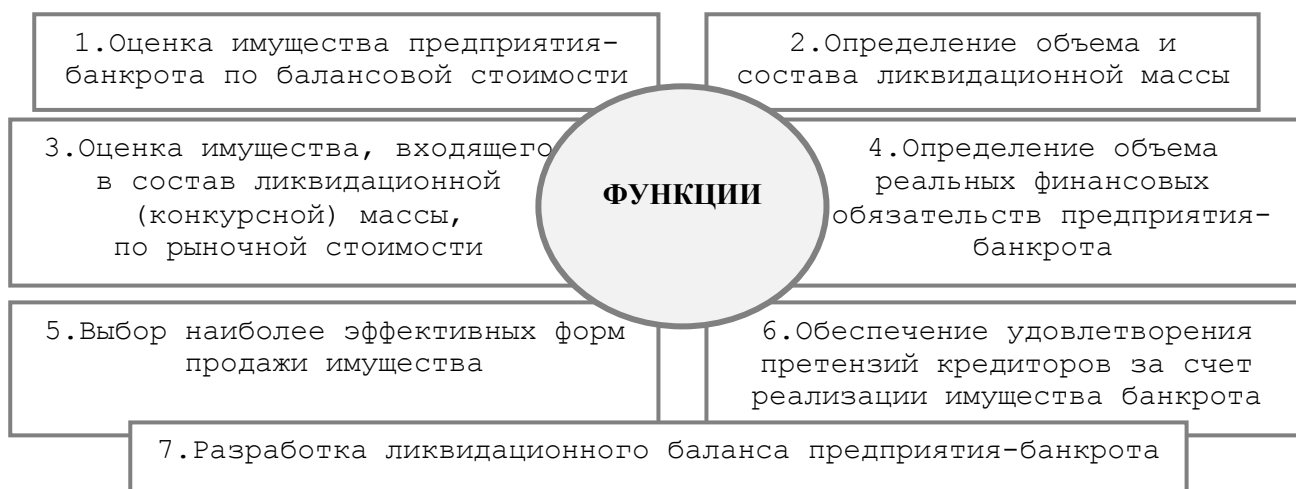 1.Оценка имущества предприятия-
банкрота по балансовой стоимости
2.Определение объема и
состава ликвидационной массы
3.Оценка имущества, входящего
в состав ликвидационной
(конкурсной) массы,
по рыночной стоимости
ФУНКЦИИ
4.Определение объема
реальных финансовых
обязательств предприятия-
банкрота
5.Выбор наиболее эффективных форм
продажи имущества
6.Обеспечение удовлетворения
претензий кредиторов за счет
реализации имущества банкрота
7.Разработка ликвидационного баланса предприятия-банкрота